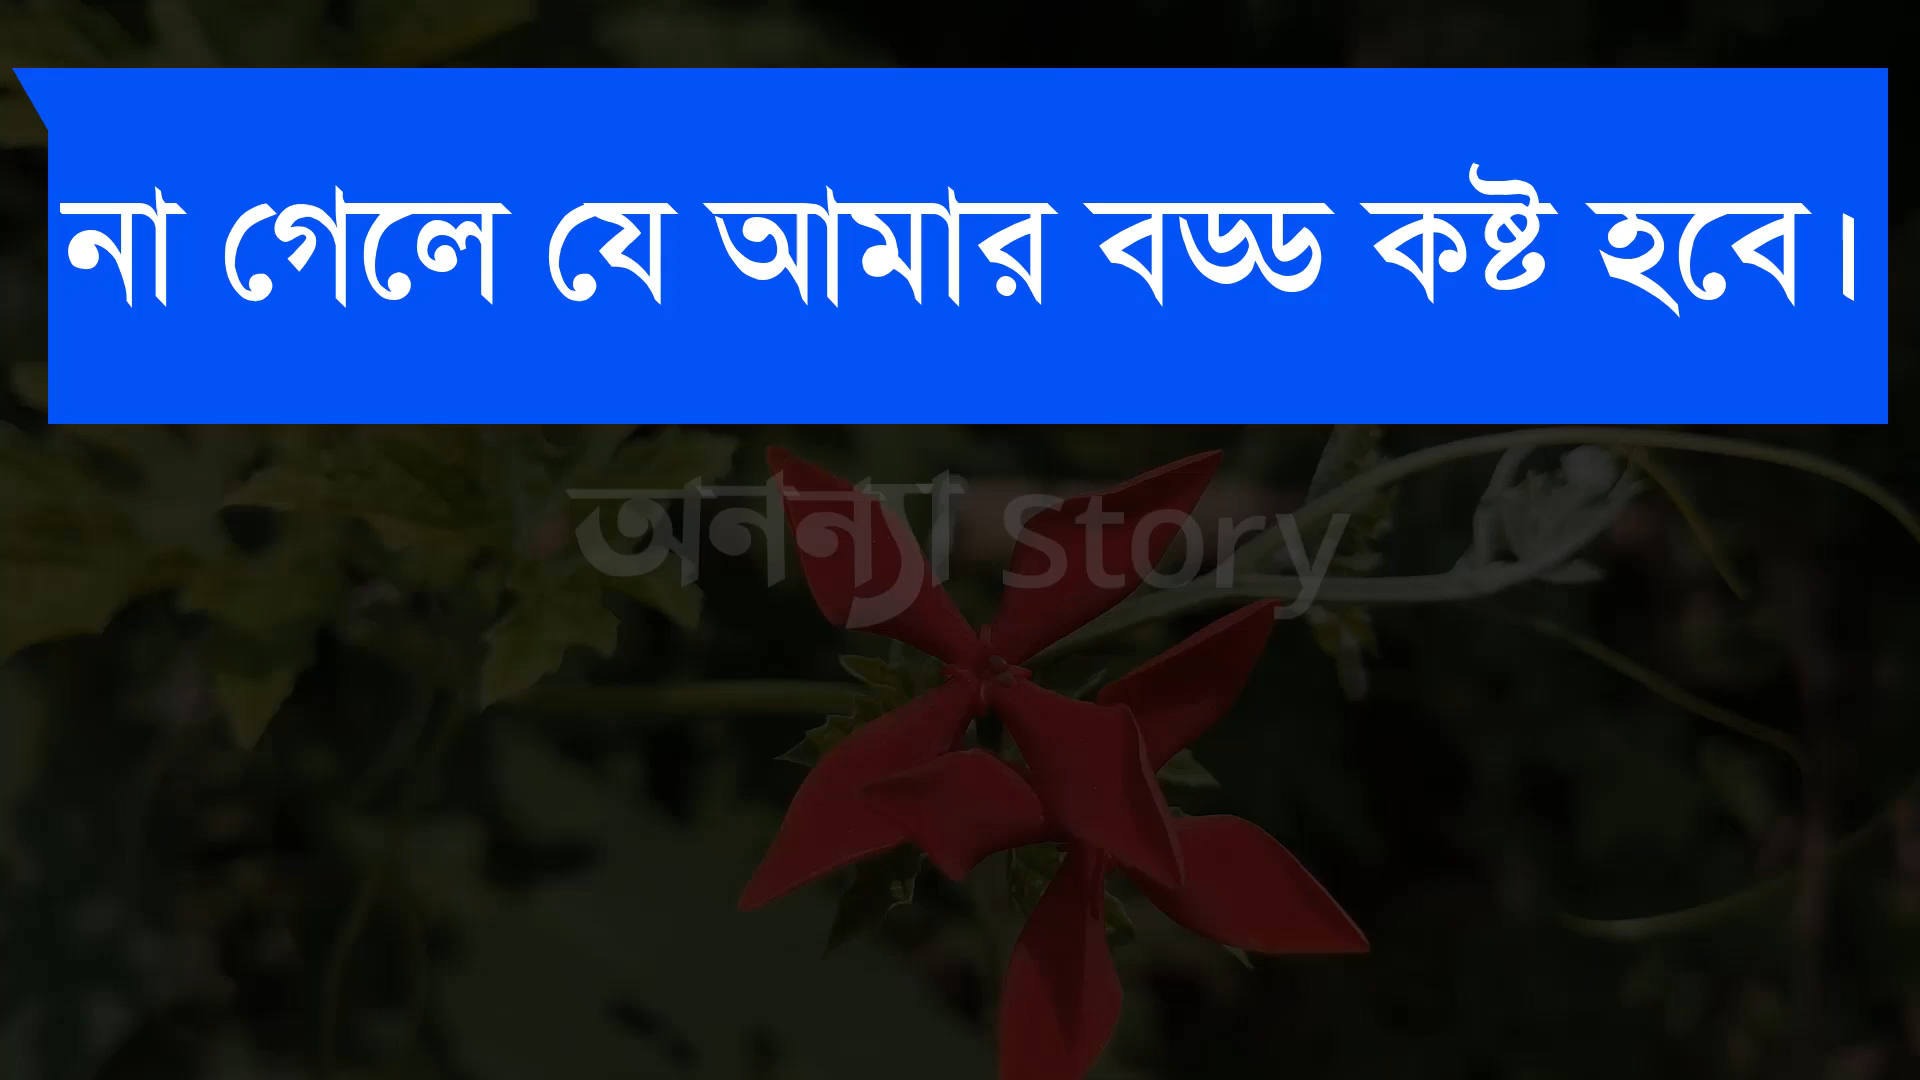 না গেলে যে আমার বড্ড কষ্ট হবে।
অনন্যা Story